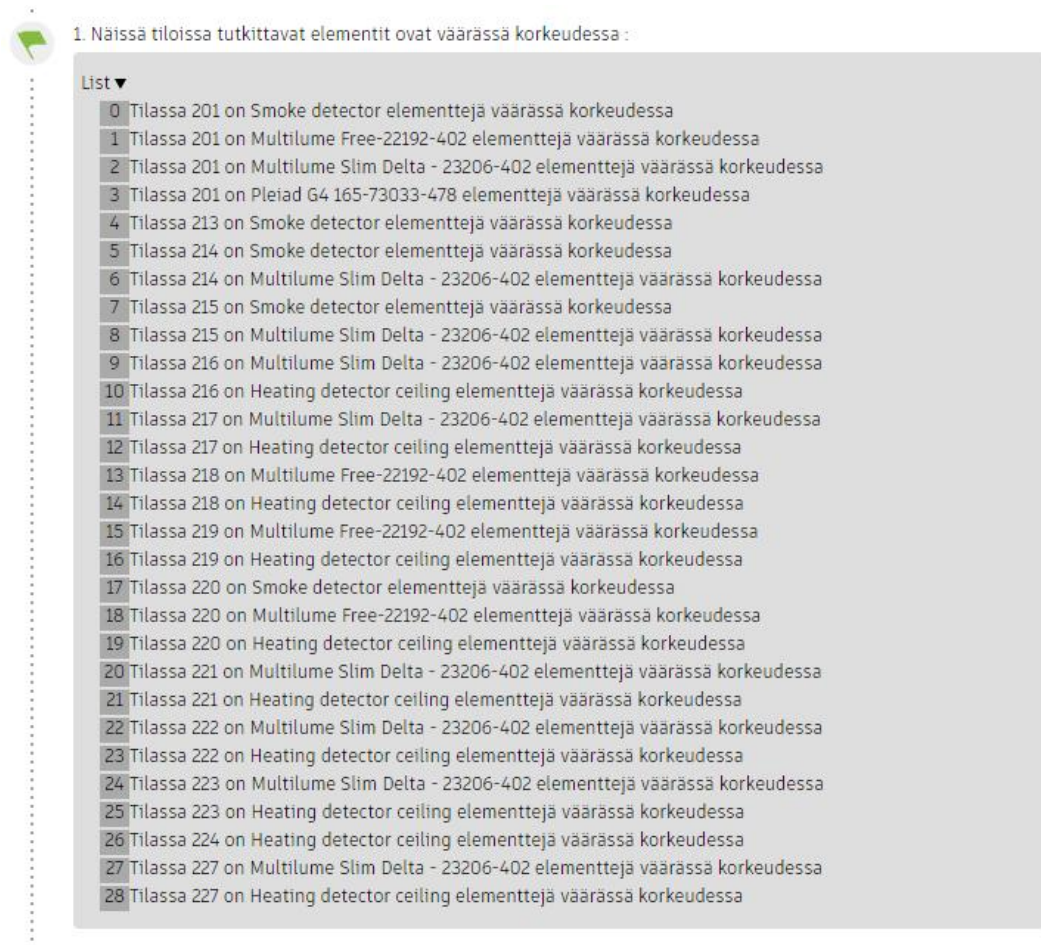 1. Näissä tiloissa tutkittavat elementit ovat väärässä korkeudessa :
List ▼
0 Tilassa 201 on Smoke detector elementtejä väärässä korkeudessa
1 Tilassa 201 on Multilume Free-22192-402 elementtejä väärässä korkeudessa
2 Tilassa 201 on Multilume Slim Delta - 23206-402 elementtejä väärässä korkeudessa
3 Tilassa 201 on Pleiad G4 165-73033-478 elementtejä väärässä korkeudessa
4 Tilassa 213 on Smoke detector elementtejä väärässä korkeudessa
5 Tilassa 214 on Smoke detector elementtejä väärässä korkeudessa
6 Tilassa 214 on Multilume Slim Delta - 23206-402 elementtejä väärässä korkeudessa
7 Tilassa 215 on Smoke detector elementtejä väärässä korkeudessa
8 Tilassa 215 on Multilume Slim Delta - 23206-402 elementtejä väärässä korkeudessa
9 Tilassa 216 on Multilume Slim Delta - 23206-402 elementtejä väärässä korkeudessa
10 Tilassa 216 on Heating detector ceiling elementtejä väärässä korkeudessa
11 Tilassa 217 on Multilume Slim Delta - 23206-402 elementtejä väärässä korkeudessa
12 Tilassa 217 on Heating detector ceiling elementtejä väärässä korkeudessa
13 Tilassa 218 on Multilume Free-22192-402 elementtejä väärässä korkeudessa
14 Tilassa 218 on Heating detector ceiling elementtejä väärässä korkeudessa
15 Tilassa 219 on Multilume Free-22192-402 elementtejä väärässä korkeudessa
16 Tilassa 219 on Heating detector ceiling elementtejä väärässä korkeudessa
17 Tilassa 220 on Smoke detector elementtejä väärässä korkeudessa
18 Tilassa 220 on Multilume Free-22192-402 elementtejä väärässä korkeudessa
19 Tilassa 220 on Heating detector ceiling elementtejä väärässä korkeudessa
20 Tilassa 221 on Multilume Slim Delta - 23206-402 elementtejä väärässä korkeudessa
21 Tilassa 221 on Heating detector ceiling elementtejä väärässä korkeudessa
22 Tilassa 222 on Multilume Slim Delta - 23206-402 elementtejä väärässä korkeudessa
23 Tilassa 222 on Heating detector ceiling elementtejä väärässä korkeudessa
24 Tilassa 223 on Multilume Slim Delta - 23206-402 elementtejä väärässä korkeudessa
25 Tilassa 223 on Heating detector ceiling elementtejä väärässä korkeudessa
26 Tilassa 224 on Heating detector ceiling elementtejä väärässä korkeudessa
27 Tilassa 227 on Multilume Slim Delta - 23206-402 elementtejä väärässä korkeudessa
28 Tilassa 227 on Heating detector ceiling elementtejä väärässä korkeudessa